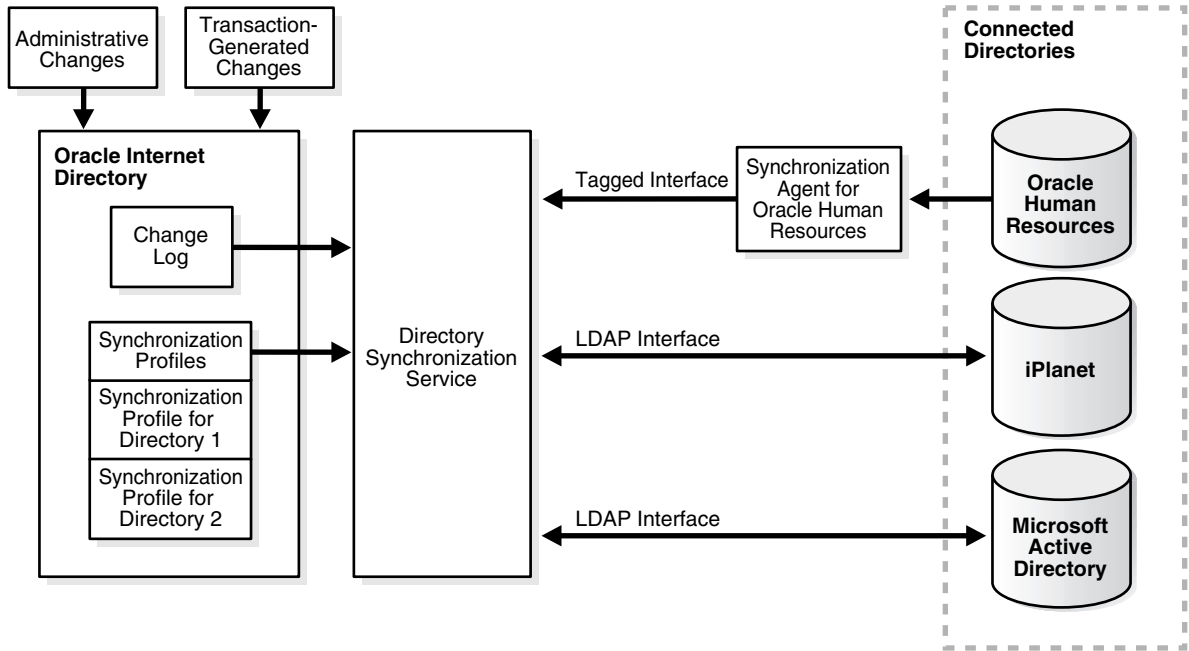 Administrative
Changes
Transaction-
Generated
Changes
Connected
Directories
Oracle Internet
Directory
Change
Log
Synchronization
Profiles
Synchronization
Profile for
Directory 1
Synchronization
Profile for
Directory 2
Directory
Synchronization
Service
Tagged Interface
Synchronization
Agent for
Oracle Human
Resources
Oracle
Human
Resources
LDAP Interface
iPlanet
LDAP Interface
Microsoft
Active
Directory